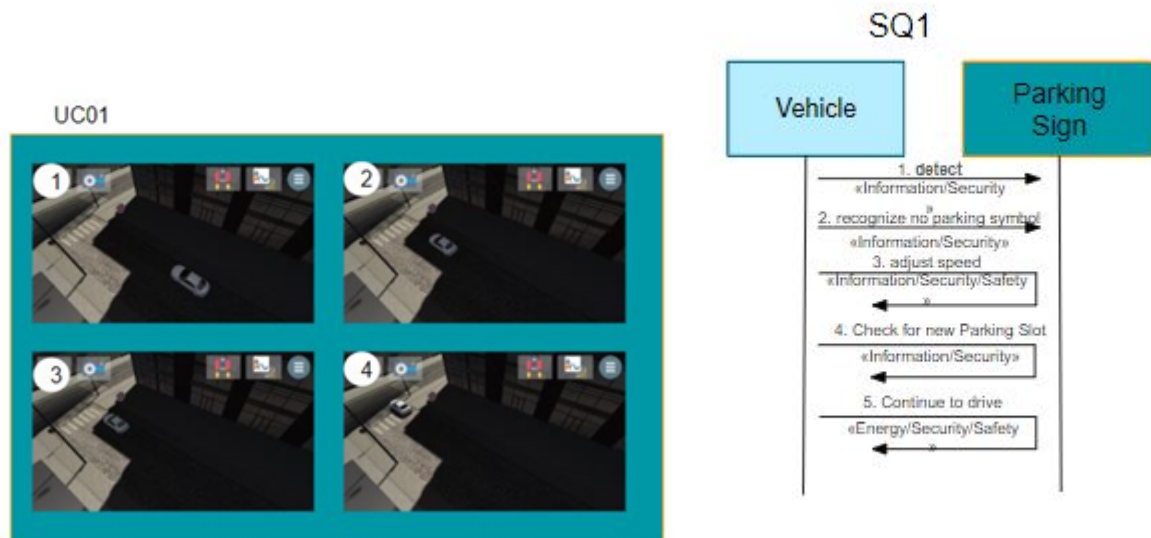 UC01
1
2
3
4
SQ1
Vehicle
Parking
Sign
1. detect
«Information/Security
»
2. recognize no parking symbol
«Information/Security»
3. adjust speed
«Information/Security/Safety
»
4. Check for new Parking Slot
«Information/Security»
5. Continue to drive
«Energy/Security/Safety
»